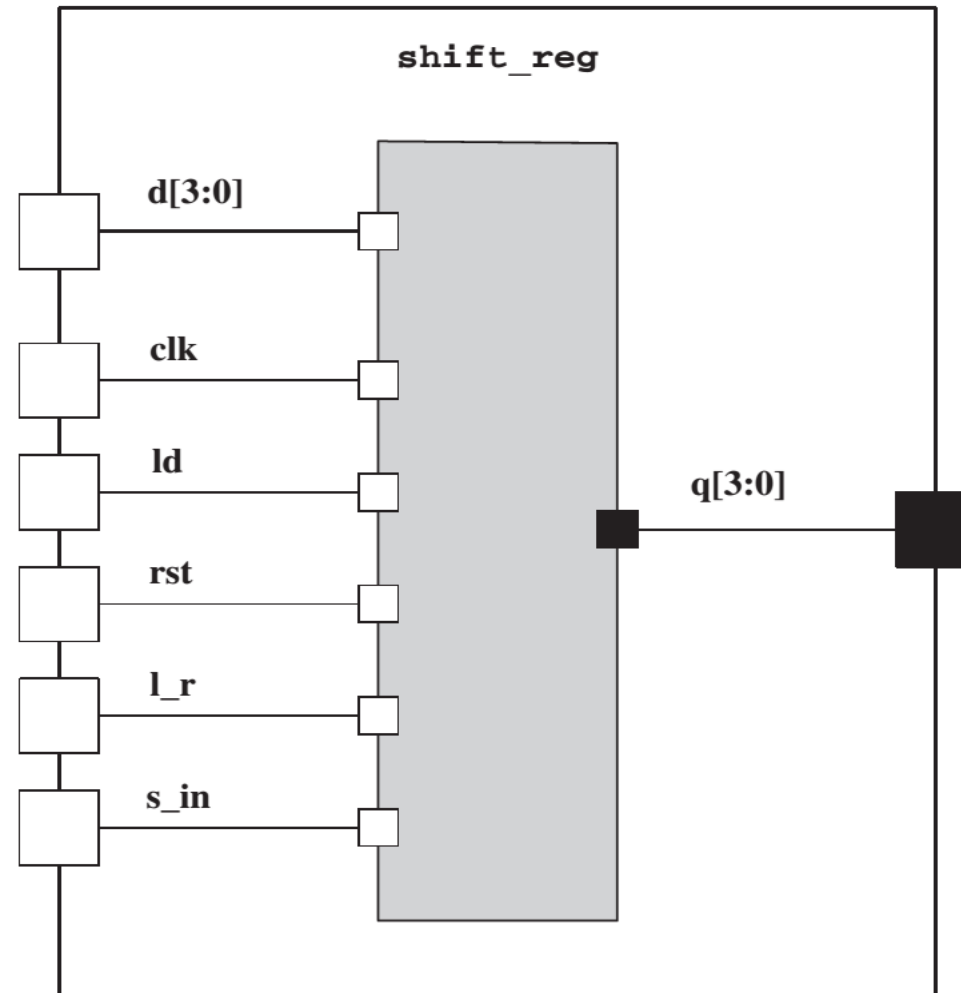 shift_reg
d[3:0]
clk
ld
q[3:0]
rst
l_r
s_in